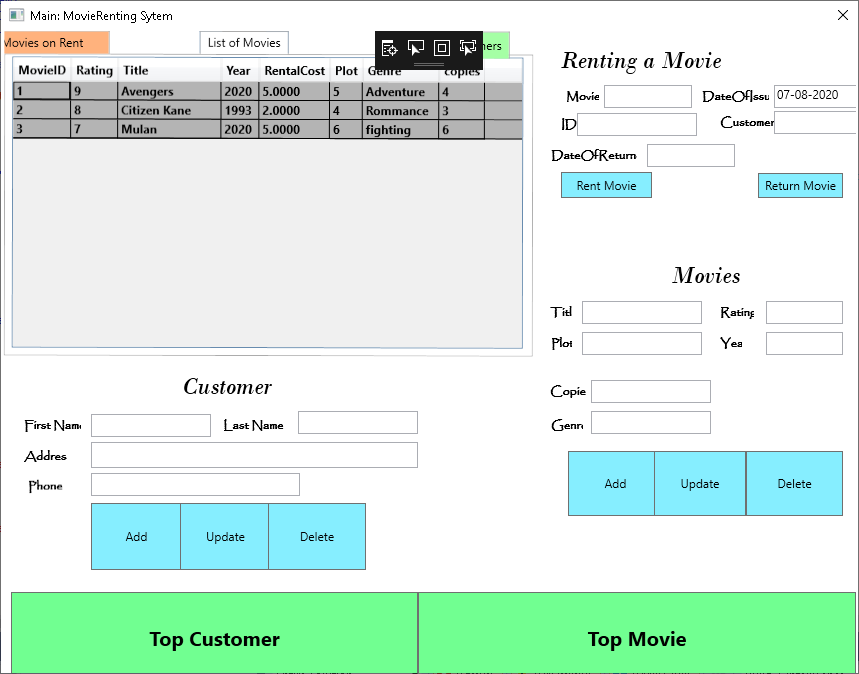 Main: MovieRenting Sytem
Movies on Rent
List of Movies
MovieID Rating Title Year RentalCost Plot Genre copies
1 9 Avengers 2020 5.0000 5 Adventure 4
2 8 Citizen Kane 1993 2.0000 4 Rommance 3
3 7 Mulan 2020 5.0000 6 fighting 6
Renting a Movie
Movie DateOfIssu 07-08-2020
ID Customer
DateOfReturn
Rent Movie Return Movie
Movies
Titl Rating
Plot Yea
Copie
Genr
Add Update Delete
Customer
First Name Last Name
Addres
Phone
Add Update Delete
Top Customer Top Movie